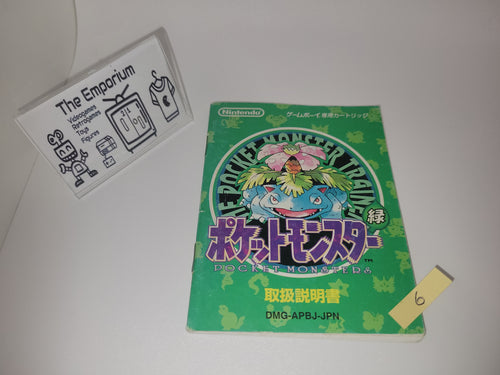 The Emporium
Videogames
Retrogames
Toys
Figures
Nintendo
ゲームボーイ専用カートリッジ
POCKET MONSTER TRAINER
緑
ポケットモンスター
TM
POCKET MONSTERS
取扱説明書
DMG-APBJ-JPN
6